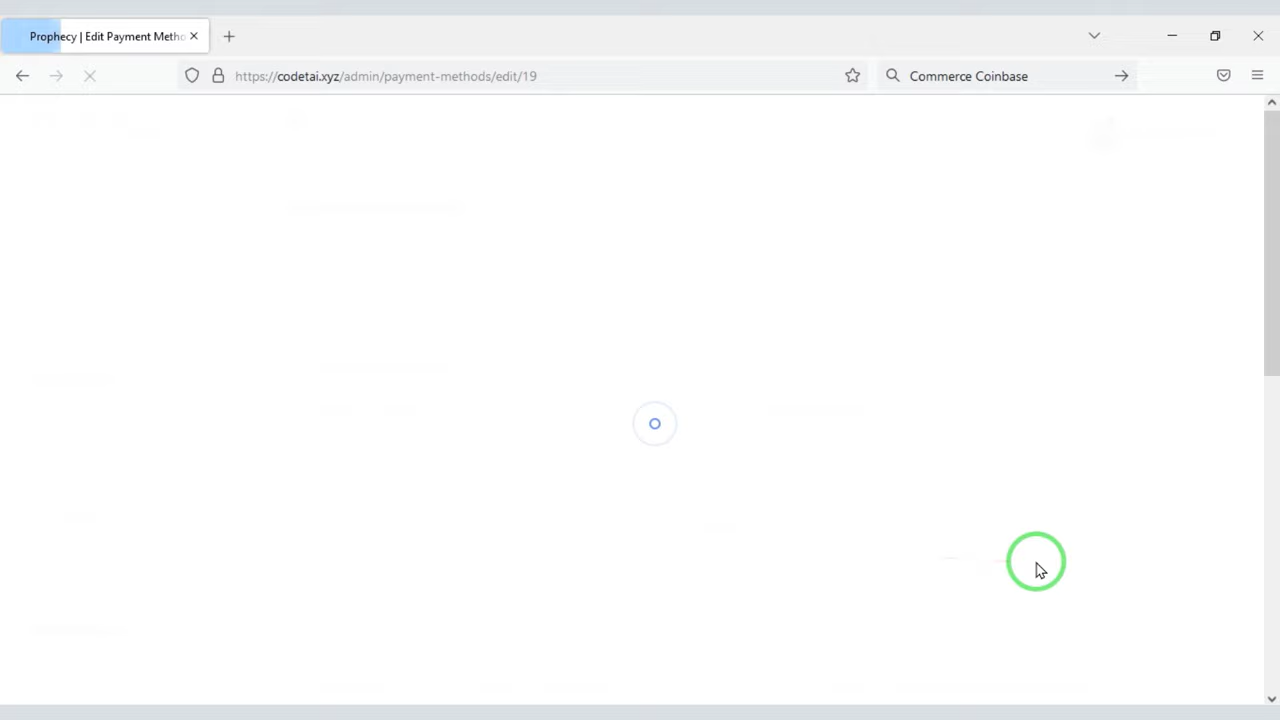 Prophecy | Edit Payment Metho
https://codetai.xyz/admin/payment-methods/edit/19
Commerce Coinbase